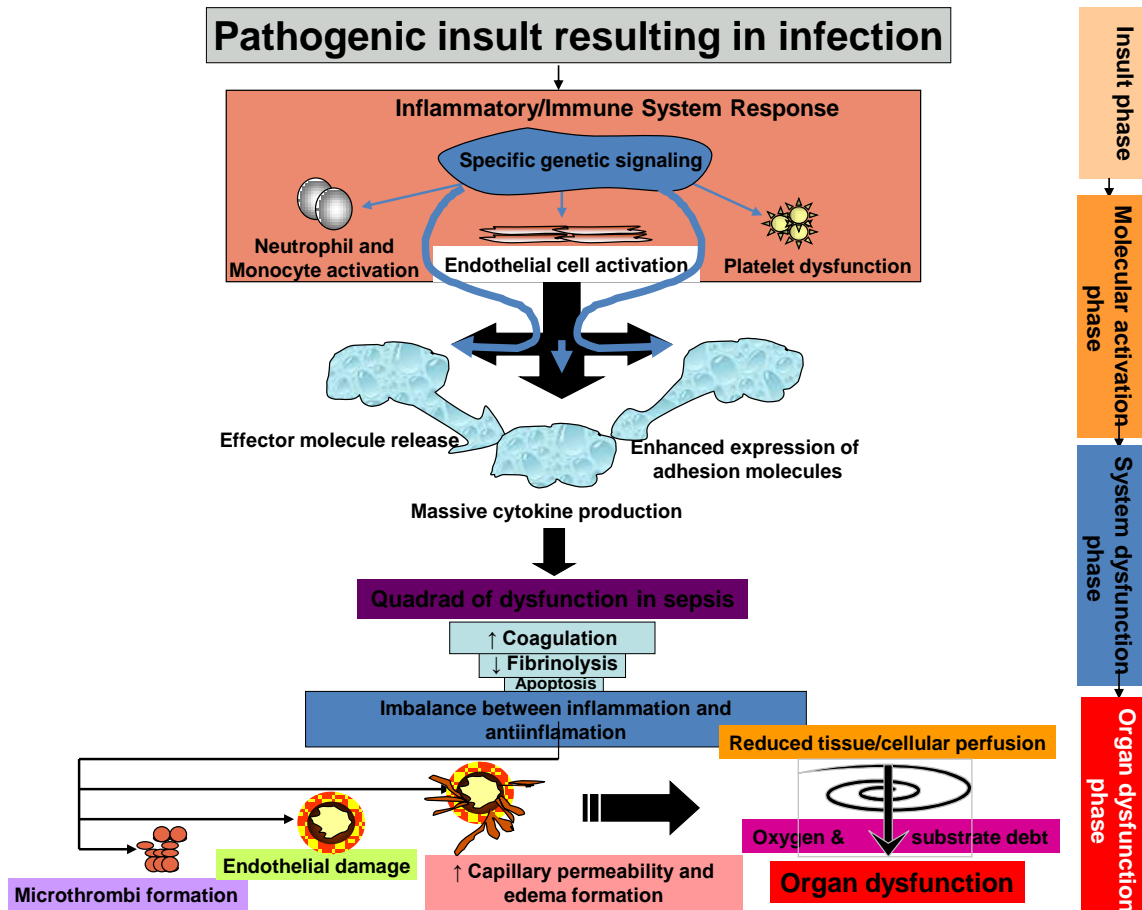 Pathogenic insult resulting in infection
Inflammatory/Immune System Response
Specific genetic signaling
Neutrophil and
Monocyte activation
Endothelial cell activation
Platelet dysfunction
Effector molecule release
Enhanced expression of
adhesion molecules
Massive cytokine production
Quadrad of dysfunction in sepsis
↑ Coagulation
↓ Fibrinolysis
Apoptosis
Imbalance between inflammation and
antiinflamation
Microthrombi formation
Endothelial damage
↑ Capillary permeability and
edema formation
Reduced tissue/cellular perfusion
Oxygen & substrate debt
Organ dysfunction
Insult phase
Molecular activation
phase
System dysfunction
phase
Organ dysfunction
phase